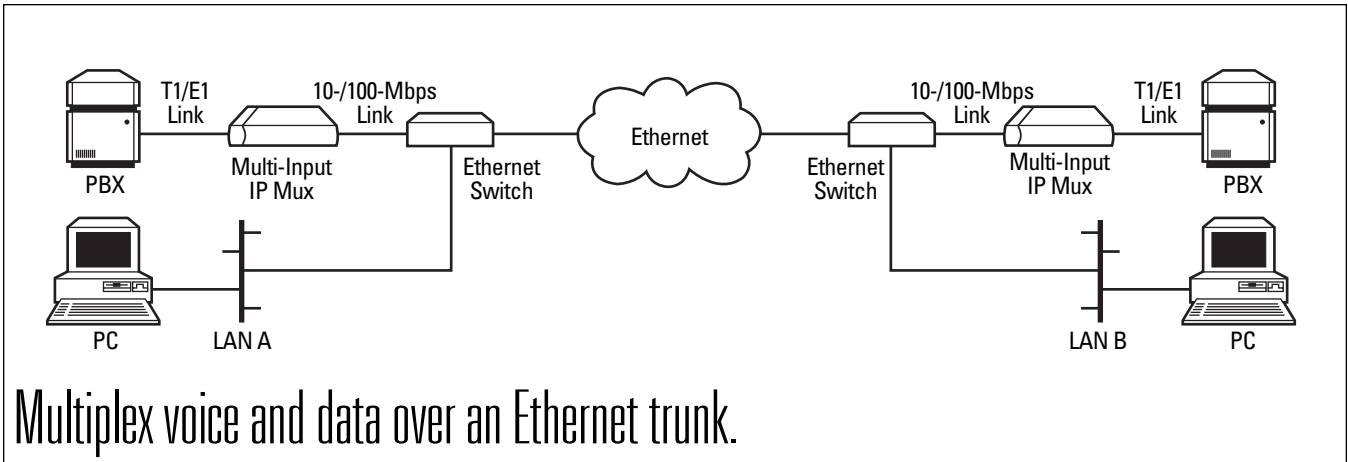 T1/E1
Link
10-/100-Mbps
Link
Ethernet
10-/100-Mbps
Link
T1/E1
Link
PBX
Multi-Input
IP Mux
Ethernet
Switch
Ethernet
Switch
Multi-Input
IP Mux
PBX
PC
LAN A
LAN B
PC
Multiplex voice and data over an Ethernet trunk.